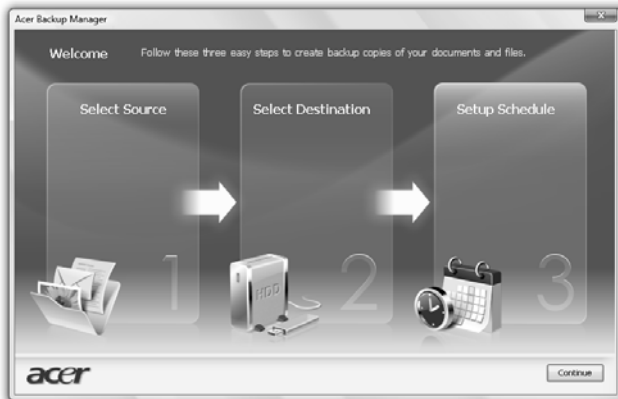 Acer Backup Manager
Welcome Follow these three easy steps to create backup copies of your documents and files.
Select Source
Select Destination
Setup Schedule
HDD
1
2
3
acer
Continue